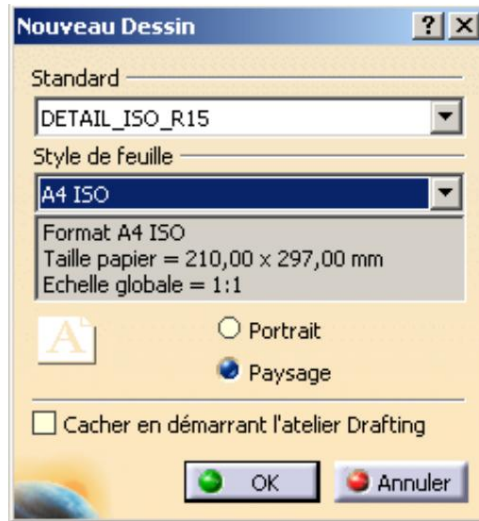 Nouveau Dessin
Standard
DETAIL_ISO_R15
Style de feuille
A4 ISO
Format A4 ISO
Taille papier = 210,00 x 297,00 mm
Echelle globale = 1:1
A
Portrait
Paysage
Cacher en démarrant l'atelier Drafting
OK
Annuler